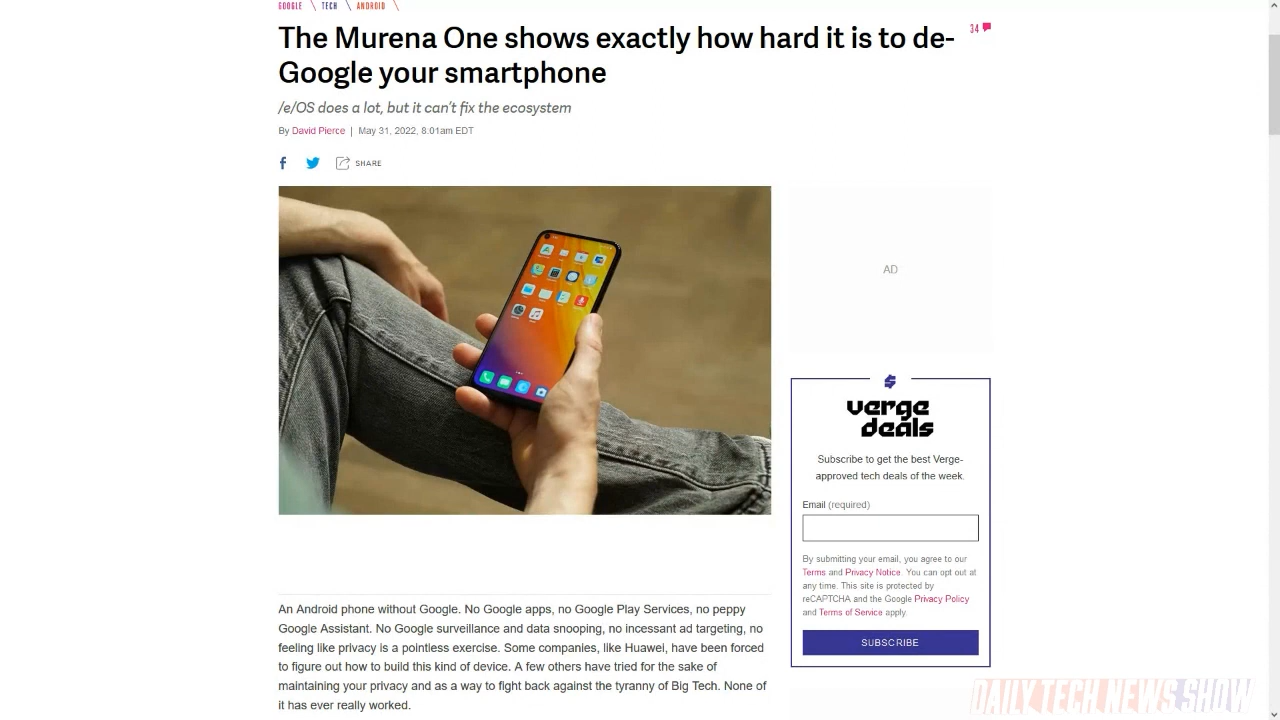 GOOGLE \ TECH \ ANDROID \
The Murena One shows exactly how hard it is to de-
Google your smartphone
34
/e/OS does a lot, but it can't fix the ecosystem
By David Pierce | May 31, 2022, 8:01am EDT
SHARE
AD
verge
deals
Subscribe to get the best Verge-
approved tech deals of the week.
Email (required)
By submitting your email, you agree to our
Terms and Privacy Notice. You can opt out at
any time. This site is protected by
reCAPTCHA and the Google Privacy Policy
and Terms of Service apply.
SUBSCRIBE
An Android phone without Google. No Google apps, no Google Play Services, no peppy
Google Assistant. No Google surveillance and data snooping, no incessant ad targeting, no
feeling like privacy is a pointless exercise. Some companies, like Huawei, have been forced
to figure out how to build this kind of device. A few others have tried for the sake of
maintaining your privacy and as a way to fight back against the tyranny of Big Tech. None of
it has ever really worked.
DAILY TECH NEWS SHOW